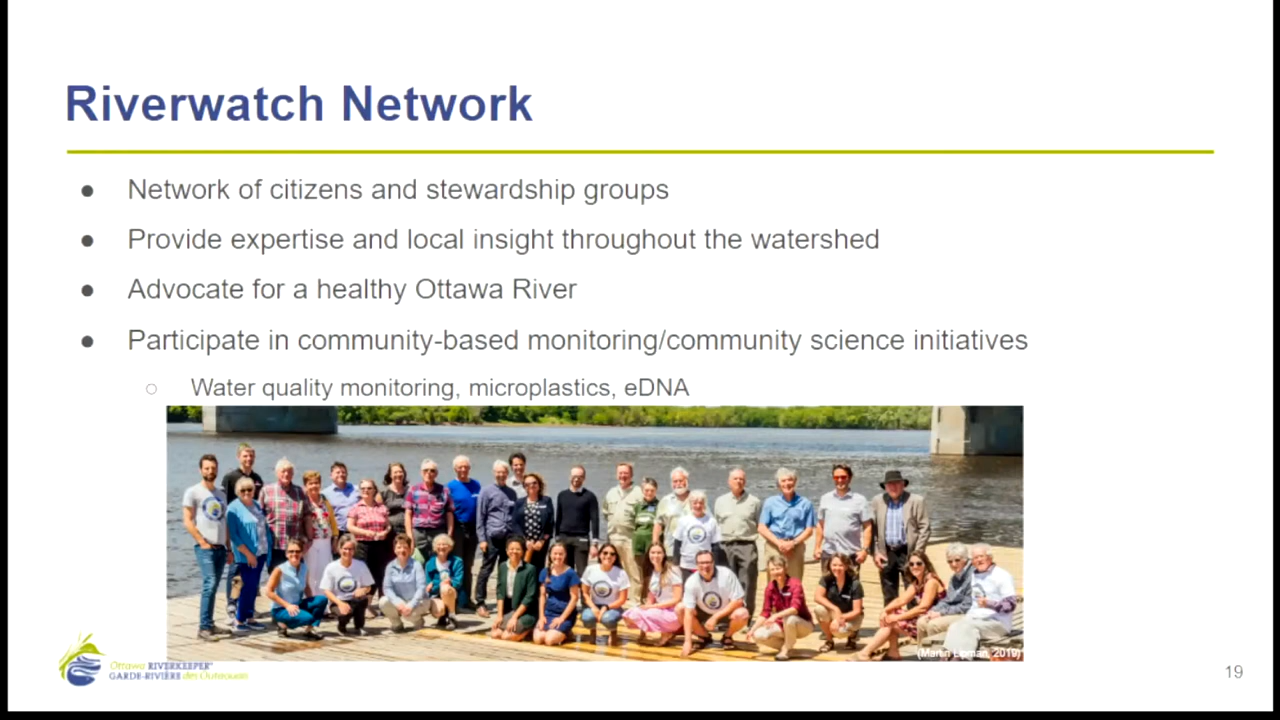 Riverwatch Network
● Network of citizens and stewardship groups
● Provide expertise and local insight throughout the watershed
● Advocate for a healthy Ottawa River
● Participate in community-based monitoring/community science initiatives
○ Water quality monitoring, microplastics, eDNA
(Martin Lipman, 2019)
Ottawa RIVERKEEPER®
GARDE-RIVIÈRE des Outaouais
19